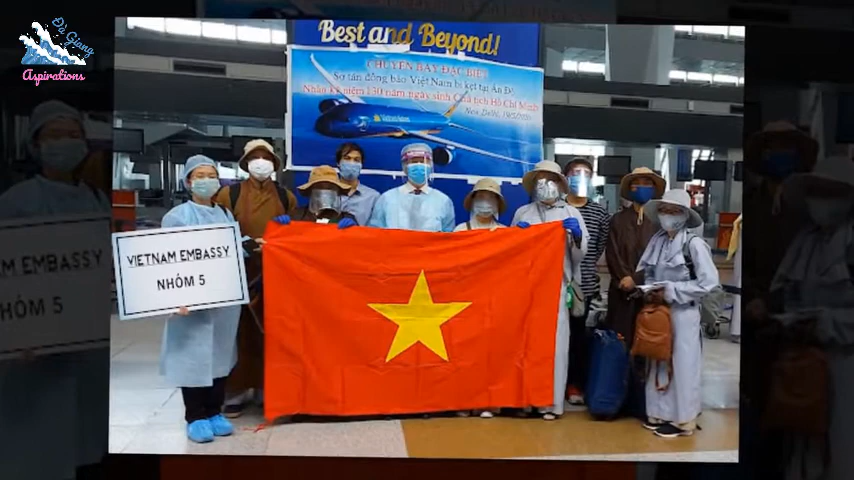 Đà Giang
Aspirations
Best and Beyond!
CHUYẾN BAY ĐẶC BIỆT
Sơ tán đồng bào Việt Nam bị kẹt tại Ấn Độ
Nhân kỷ niệm 130 năm ngày sinh Chủ tịch Hồ Chí Minh
New Delhi, 19/5/2020
Vietnam Airlines
VIETNAM EMBASSY
NHÓM 5
M EMBASSY
HÓM 5